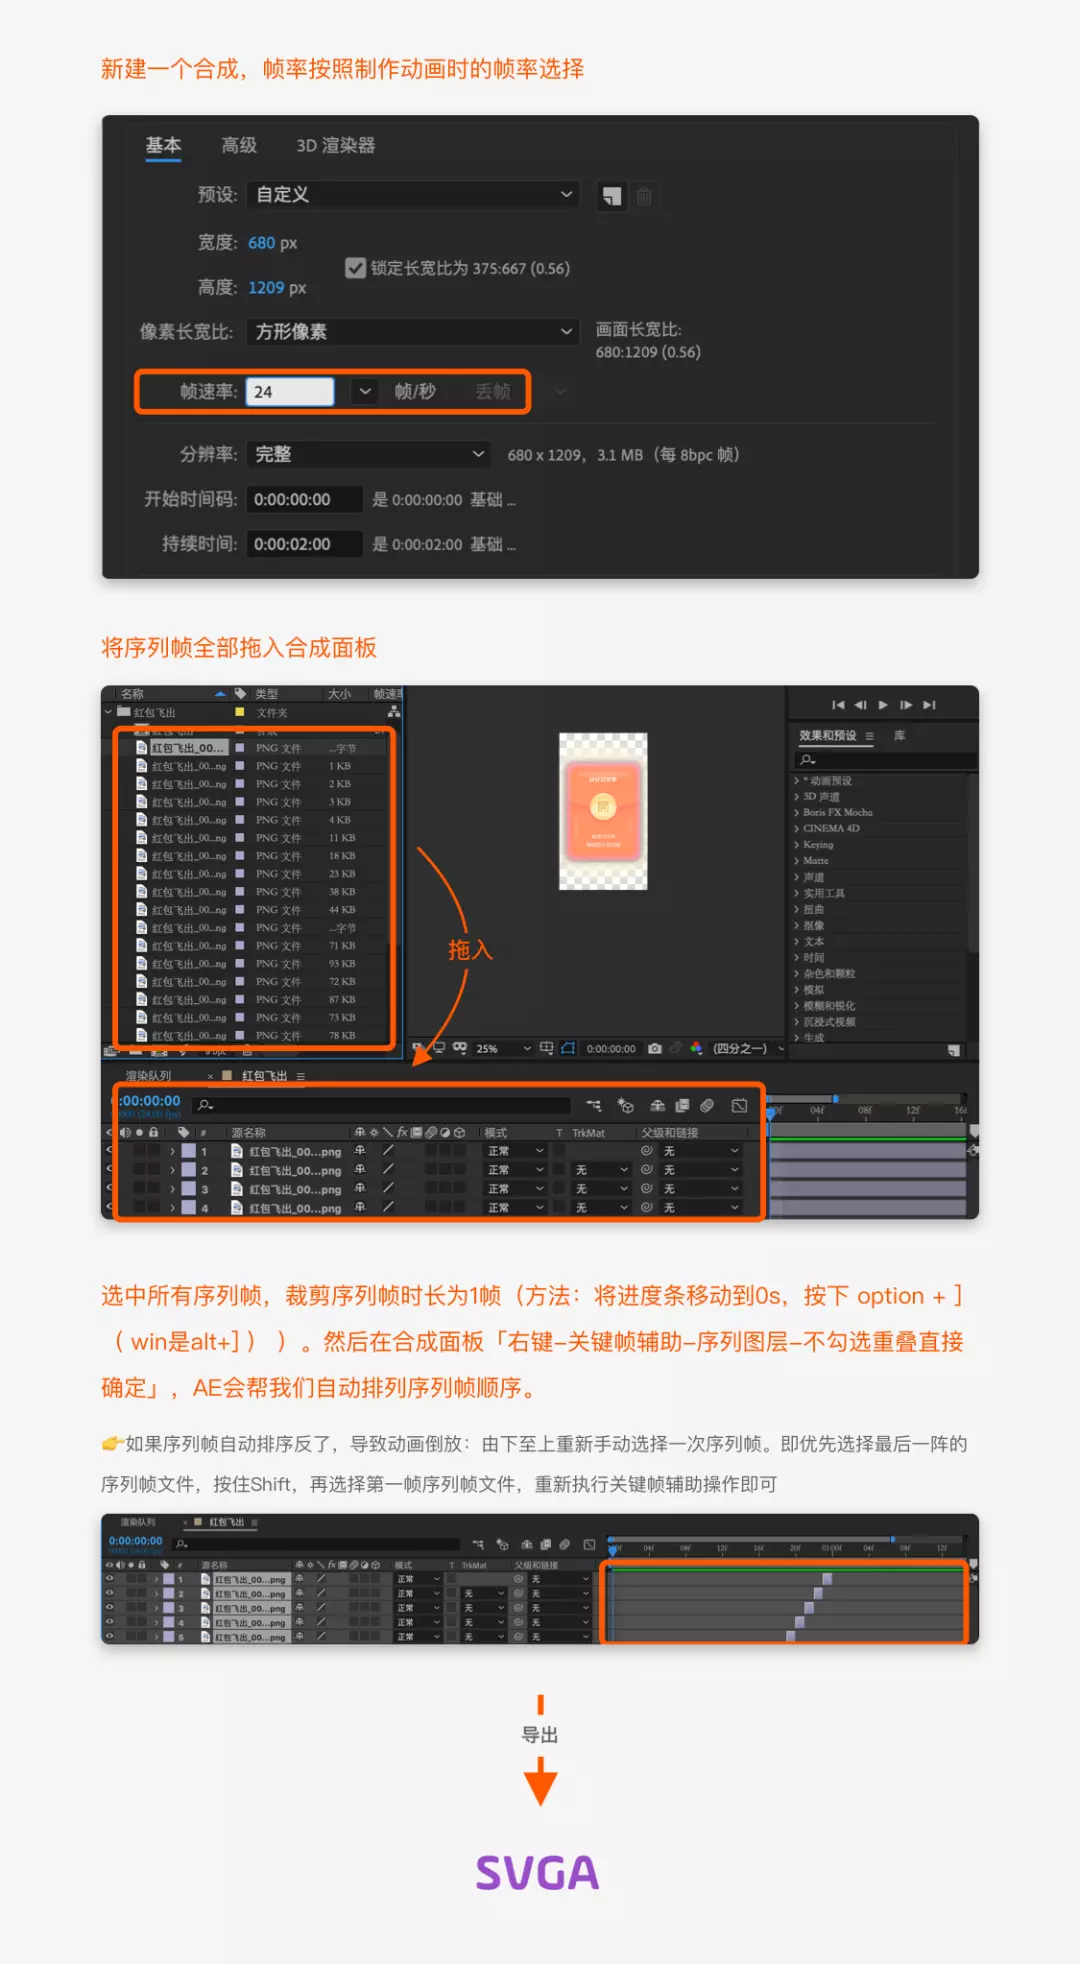 新建一个合成，帧率按照制作动画时的帧率选择
基本 高级 3D 渲染器
预设: 自定义
宽度: 680 px
锁定长宽比为 375:667 (0.56)
高度: 1209 px
像素长宽比: 方形像素 画面长宽比:
680:1209 (0.56)
帧速率: 24 帧/秒 丢帧
分辨率: 完整 680 x 1209，3.1 MB（每 8bpc 帧）
开始时间码: 0:00:00:00 是 0:00:00:00 基础 ...
持续时间: 0:00:02:00 是 0:00:02:00 基础 ...
将序列帧全部拖入合成面板
名称 类型 大小 帧速率
红包飞出 文件夹
红包飞出_00... PNG 文件 ...字节
红包飞出_00...ng PNG 文件 1 KB
红包飞出_00...ng PNG 文件 2 KB
红包飞出_00...ng PNG 文件 3 KB
红包飞出_00...ng PNG 文件 4 KB
红包飞出_00...ng PNG 文件 11 KB
红包飞出_00...ng PNG 文件 18 KB
红包飞出_00...ng PNG 文件 23 KB
红包飞出_00...ng PNG 文件 38 KB
红包飞出_00...ng PNG 文件 44 KB
红包飞出_00...ng PNG 文件 ...字节
红包飞出_00...ng PNG 文件 71 KB
红包飞出_00...ng PNG 文件 93 KB
红包飞出_00...ng PNG 文件 72 KB
红包飞出_00...ng PNG 文件 87 KB
红包飞出_00...ng PNG 文件 73 KB
红包飞出_00...ng PNG 文件 78 KB
拖入
效果和预设 库
* 动画预设
3D 声道
Boris FX Mocha
CINEMA 4D
Keying
Matte
声道
实用工具
扭曲
抠像
文本
时间
杂色和颗粒
模拟
模糊和锐化
沉浸式视频
生成
25% 0:00:00:00 (四分之一)
渲染队列 × 红包飞出
:00:00:00
04f 08f 12f 16f
# 源名称 模式 T TrkMat 父级和链接
1 红包飞出_00...png 正常 无
2 红包飞出_00...png 正常 无 无
3 红包飞出_00...png 正常 无 无
4 红包飞出_00...png 正常 无 无
选中所有序列帧，裁剪序列帧时长为1帧（方法：将进度条移动到0s，按下 option + ]
（ win是alt+]） ）。然后在合成面板「右键-关键帧辅助-序列图层-不勾选重叠直接
确定」，AE会帮我们自动排列序列帧顺序。
👉如果序列帧自动排序反了，导致动画倒放：由下至上重新手动选择一次序列帧。即优先选择最后一阵的
序列帧文件，按住Shift，再选择第一帧序列帧文件，重新执行关键帧辅助操作即可
渲染队列 × 红包飞出
0:00:00:00
04f 08f 12f 16f 20f 01:00f 04f 08f 12f
# 源名称 模式 T TrkMat 父级和链接
1 红包飞出_00...png 正常 无
2 红包飞出_00...png 正常 无 无
3 红包飞出_00...png 正常 无 无
4 红包飞出_00...png 正常 无 无
5 红包飞出_00...png 正常 无 无
导出
SVGA